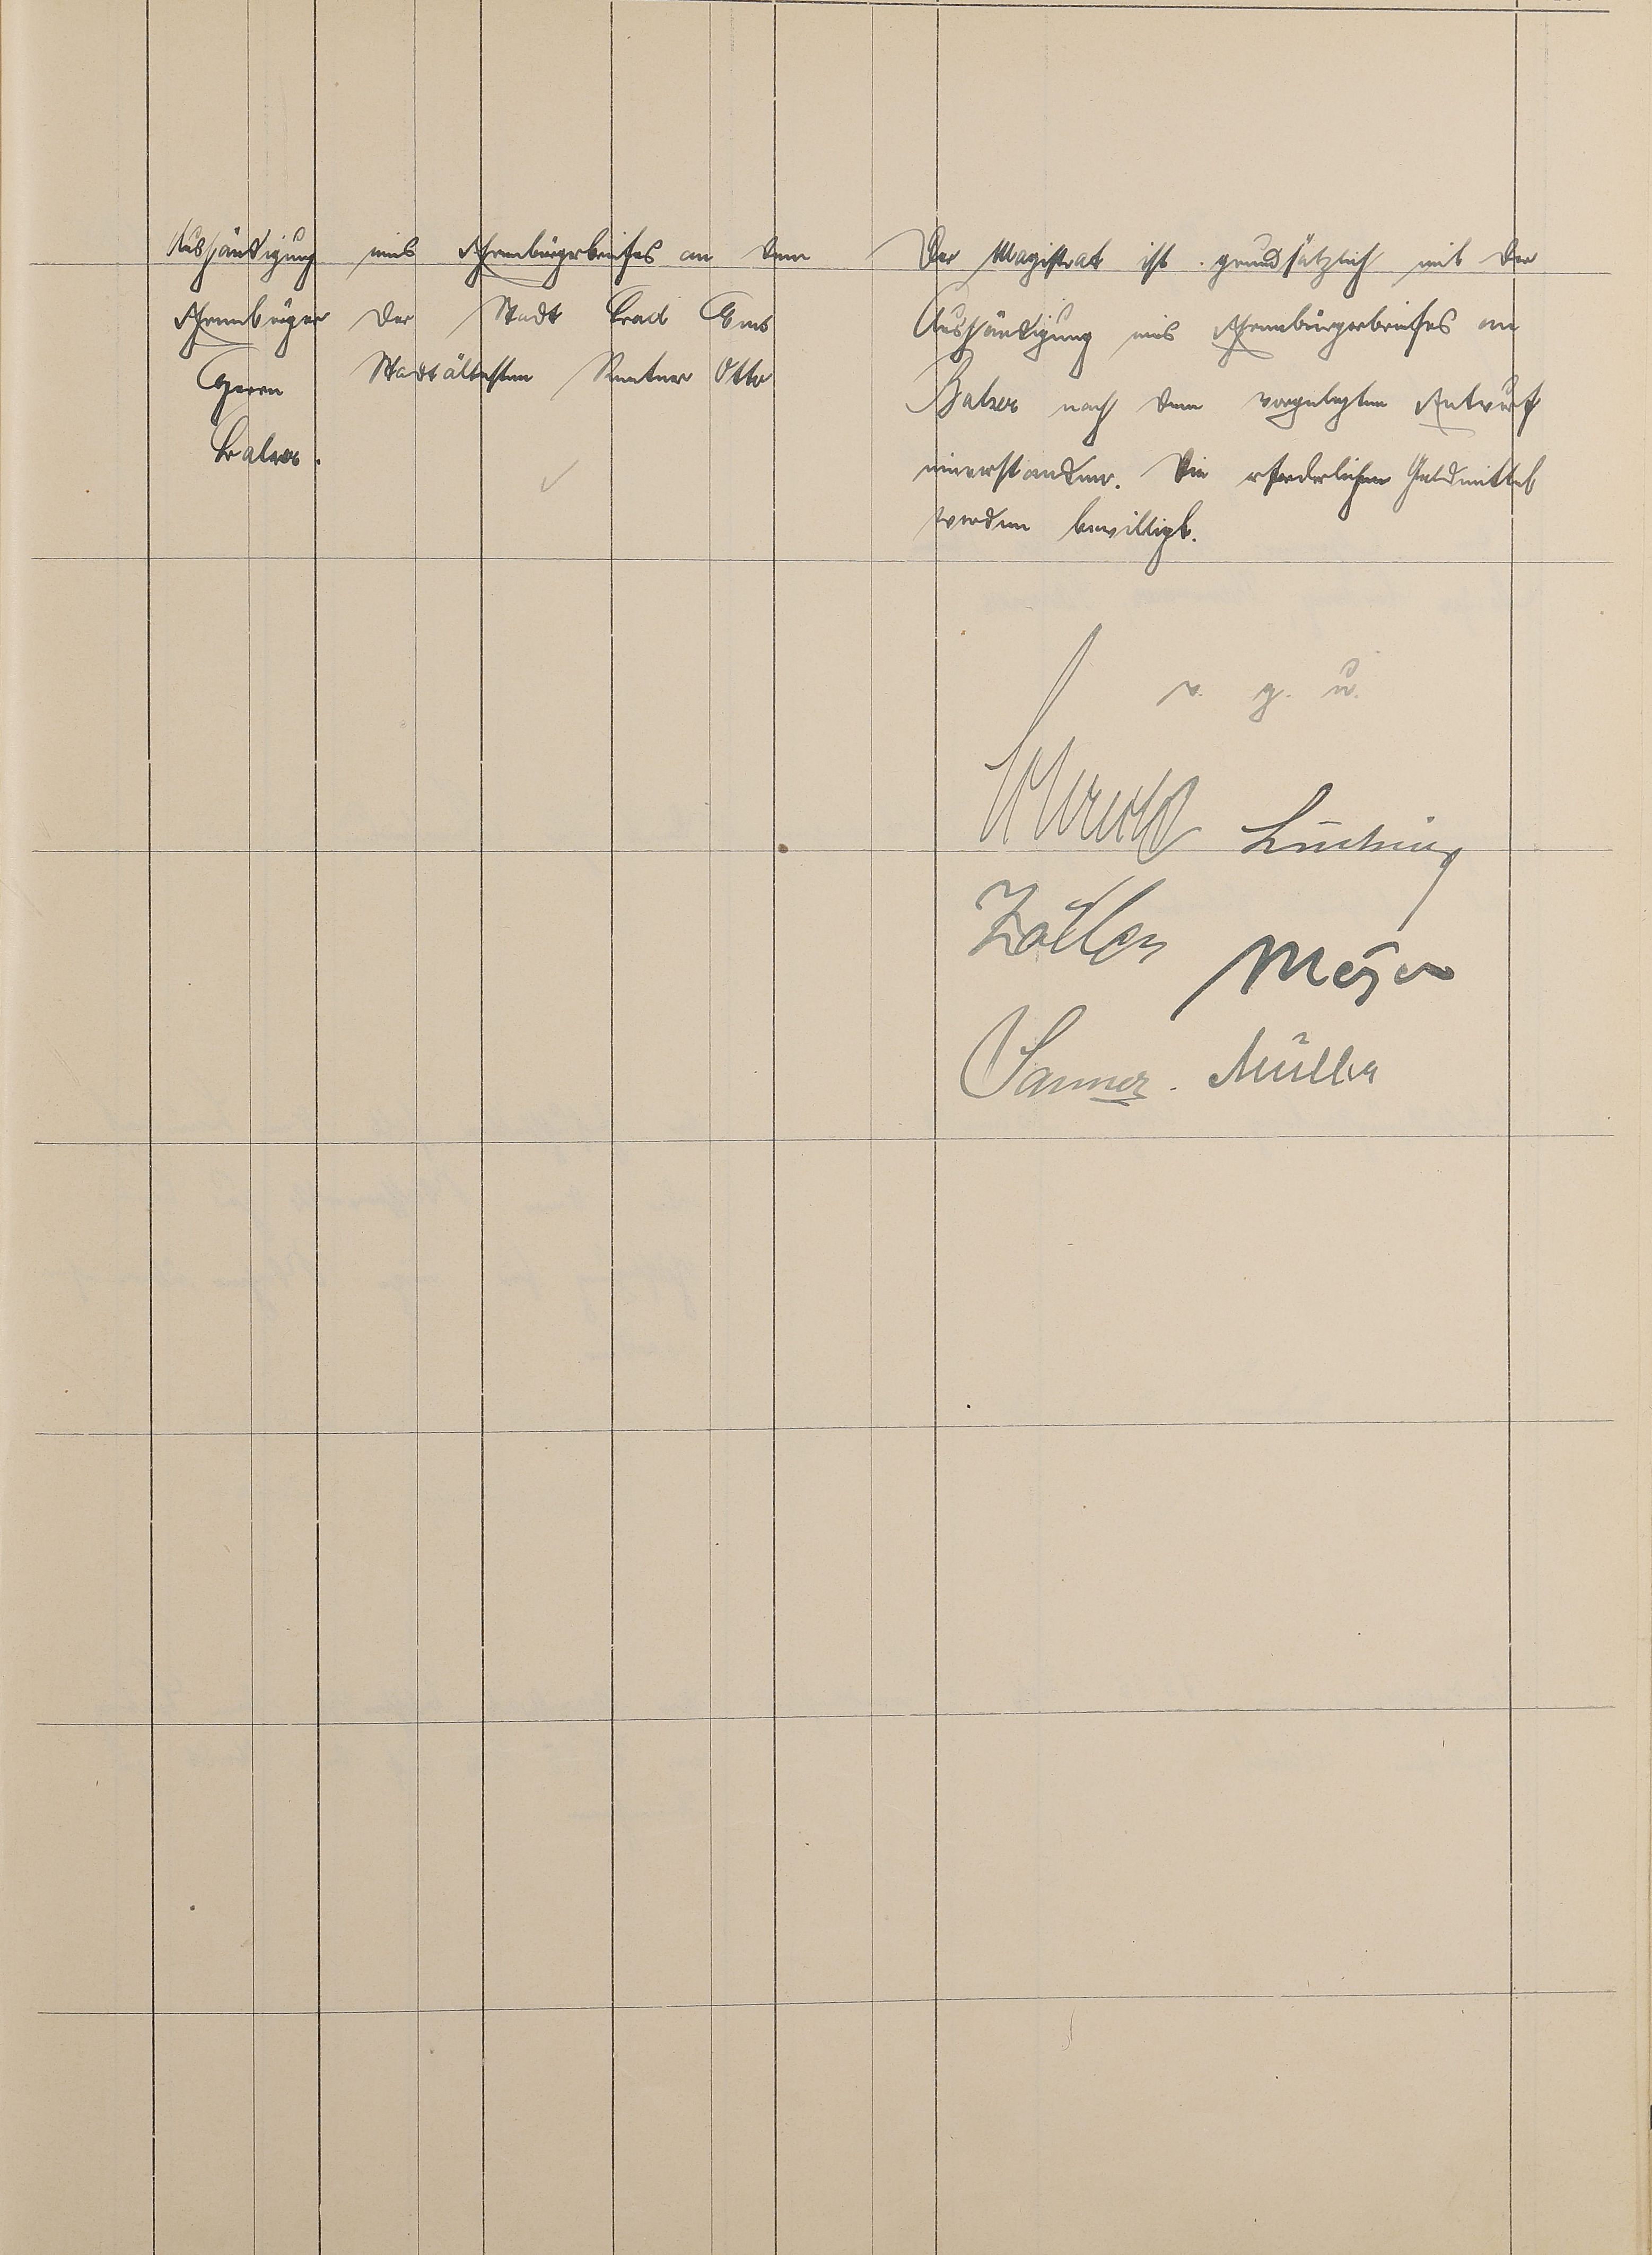 Aushändigung eines Ehrenbürgerbriefes an den
Ehrenbürger der Stadt Bad Ems
Herrn Stadtältesten Rentner Otto
Balzer.
Der Magistrat ist grundsätzlich mit der
Aushändigung eines Ehrenbürgerbriefes an
Balzer nach dem vorgelegten Entwurf
einverstanden. Die erforderlichen Geldmittel
werden bewilligt.
v. g. u.
Meyer
Sanner. Müller